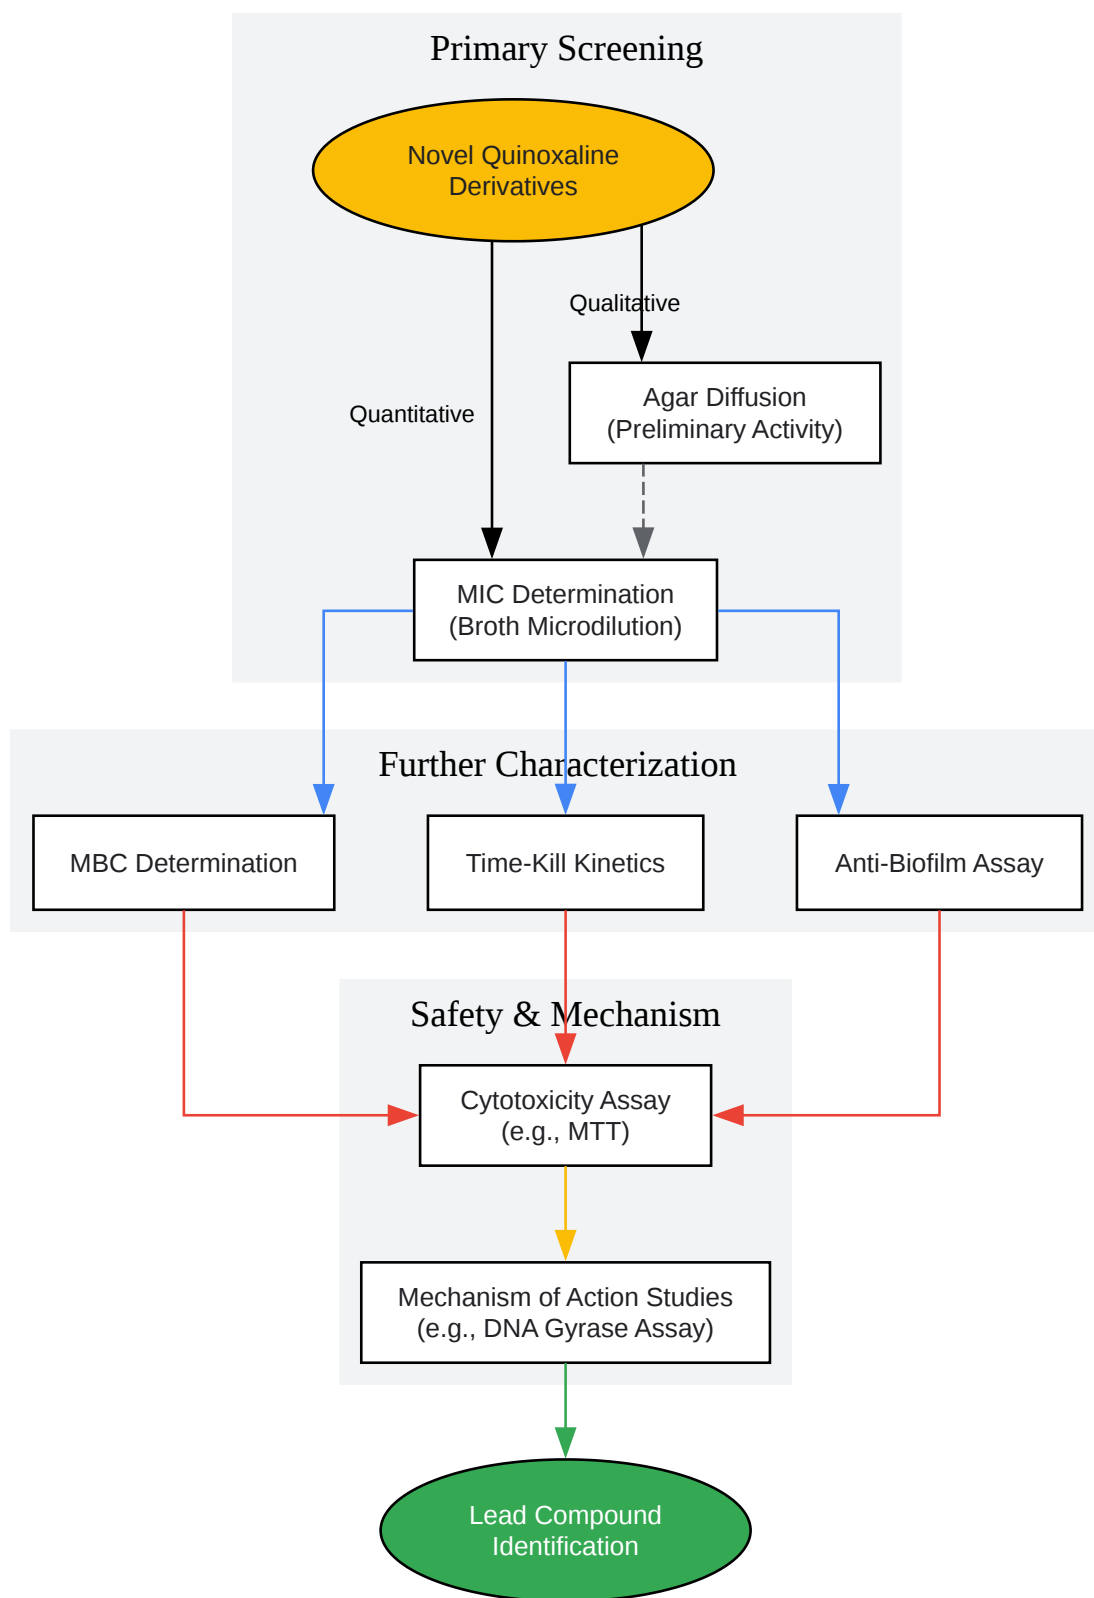 Primary Screening
Novel Quinoxaline
Derivatives
Qualitative
Agar Diffusion
(Preliminary Activity)
Quantitative
MIC Determination
(Broth Microdilution)
Further Characterization
MBC Determination
Time-Kill Kinetics
Anti-Biofilm Assay
Safety & Mechanism
Cytotoxicity Assay
(e.g., MTT)
Mechanism of Action Studies
(e.g., DNA Gyrase Assay)
Lead Compound
Identification